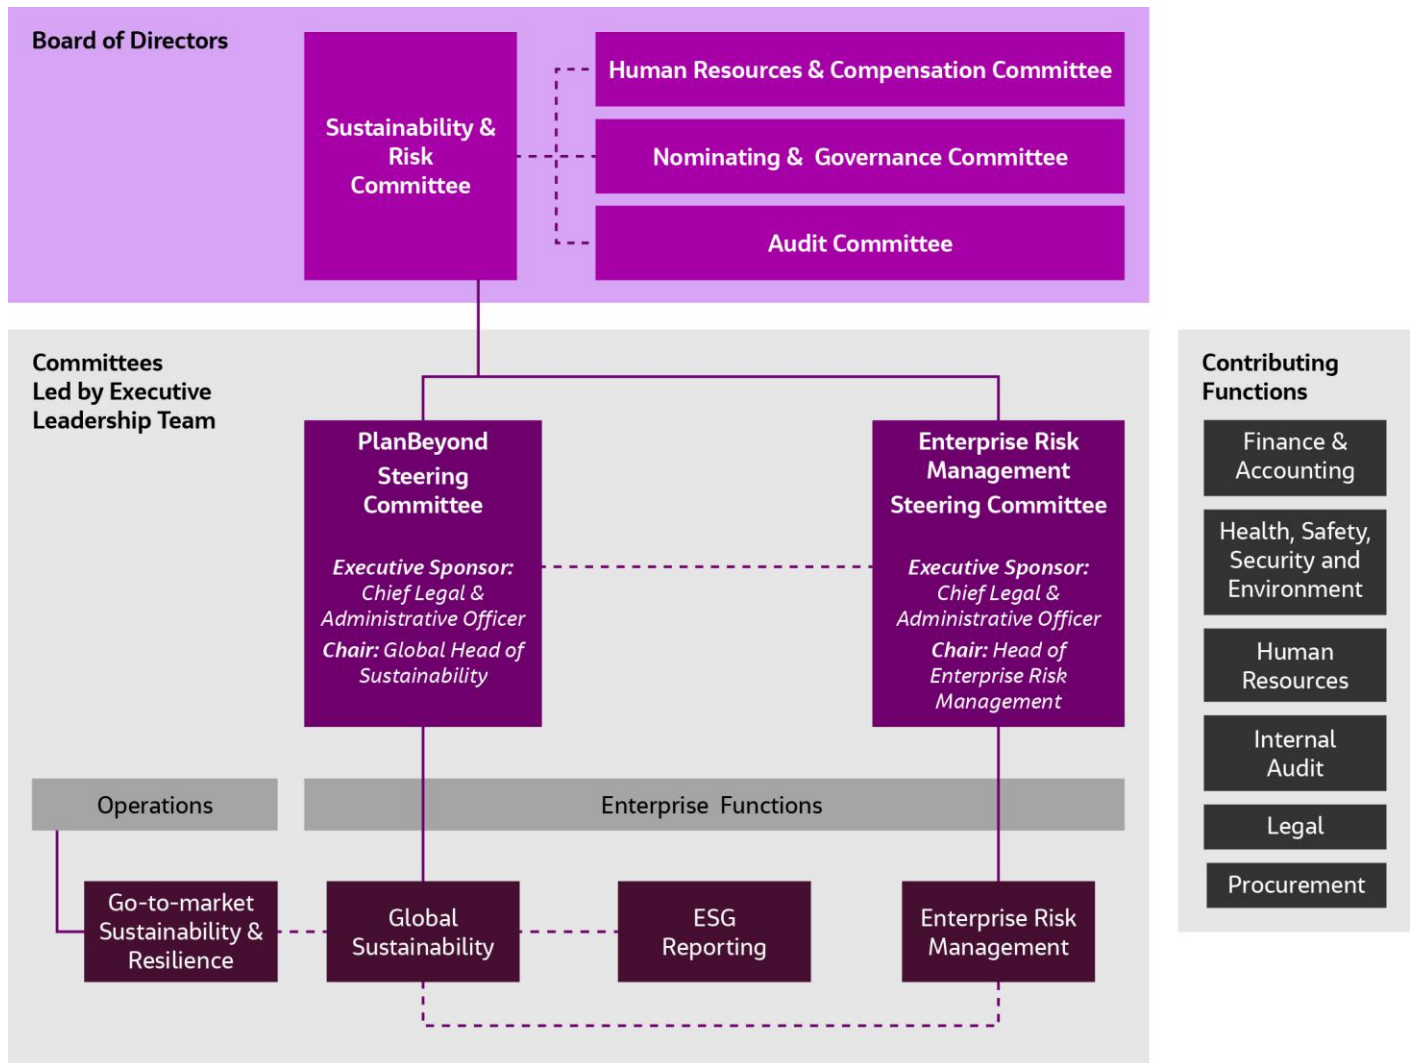 Board of Directors
Sustainability &
Risk
Committee
Human Resources & Compensation Committee
Nominating & Governance Committee
Audit Committee
Committees
Led by Executive
Leadership Team
PlanBeyond
Steering
Committee
Executive Sponsor:
Chief Legal &
Administrative Officer
Chair: Global Head of
Sustainability
Enterprise Risk
Management
Steering Committee
Executive Sponsor:
Chief Legal &
Administrative Officer
Chair: Head of
Enterprise Risk
Management
Operations
Enterprise Functions
Go-to-market
Sustainability &
Resilience
Global
Sustainability
ESG
Reporting
Enterprise Risk
Management
Contributing
Functions
Finance &
Accounting
Health, Safety,
Security and
Environment
Human
Resources
Internal
Audit
Legal
Procurement